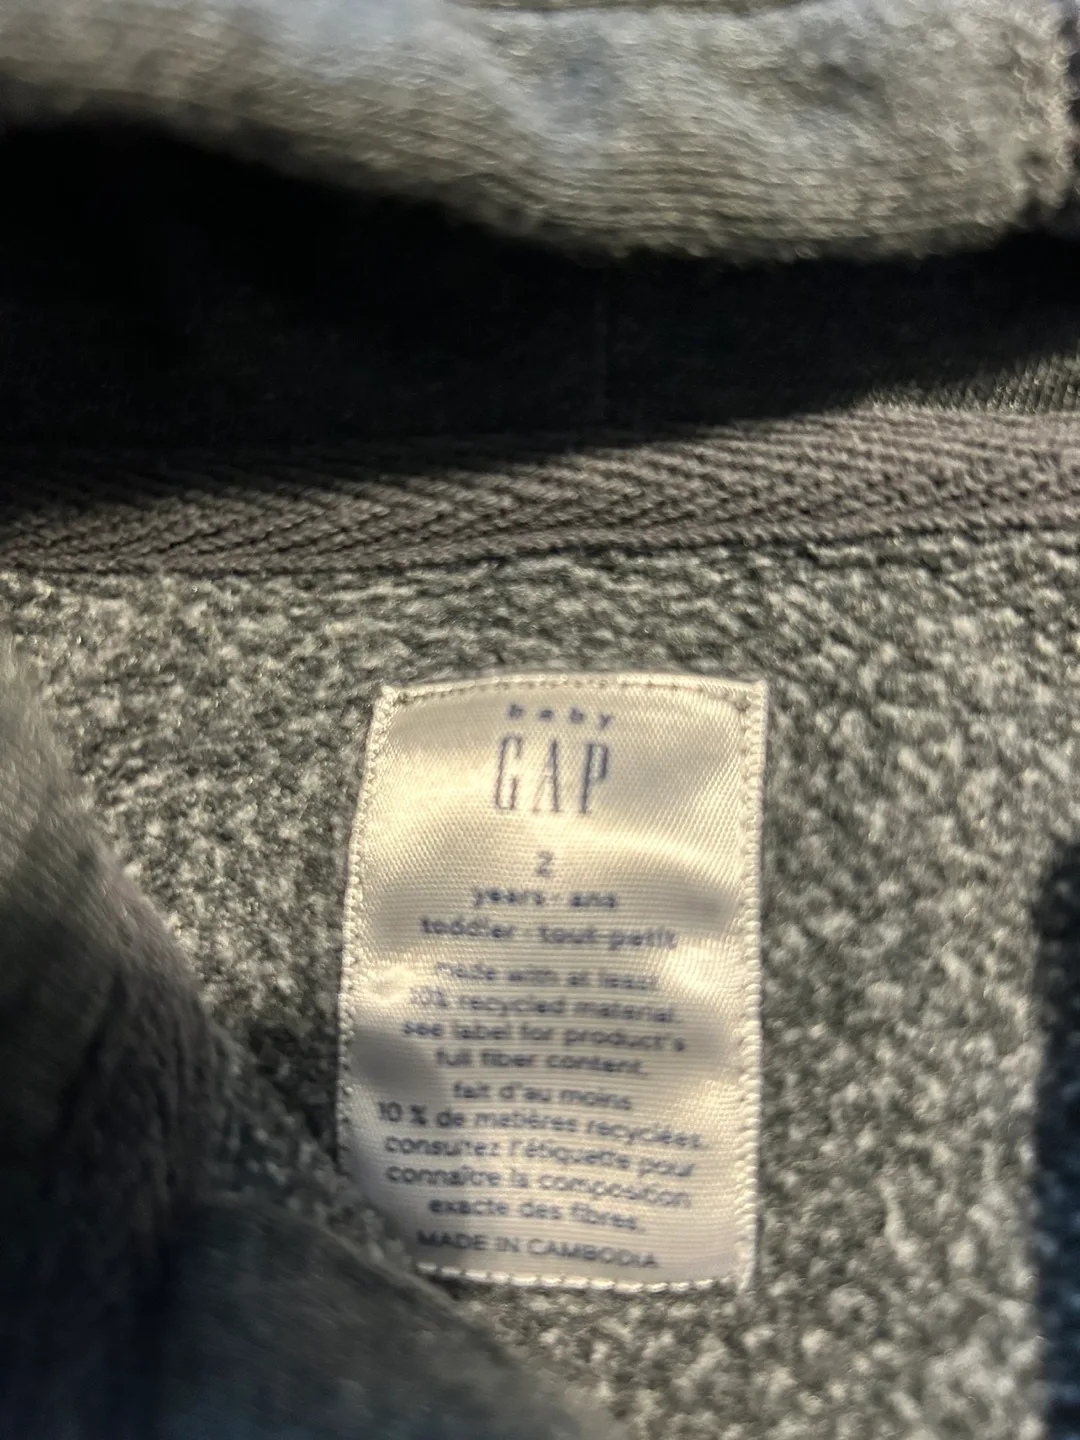 baby
GAP
2
years · ans
toddler · tout-petit
made with at least
10% recycled material.
see label for product's
full fiber content.
fait d'au moins
10 % de matières recyclées.
consultez l'étiquette pour
connaître la composition
exacte des fibres.
MADE IN CAMBODIA